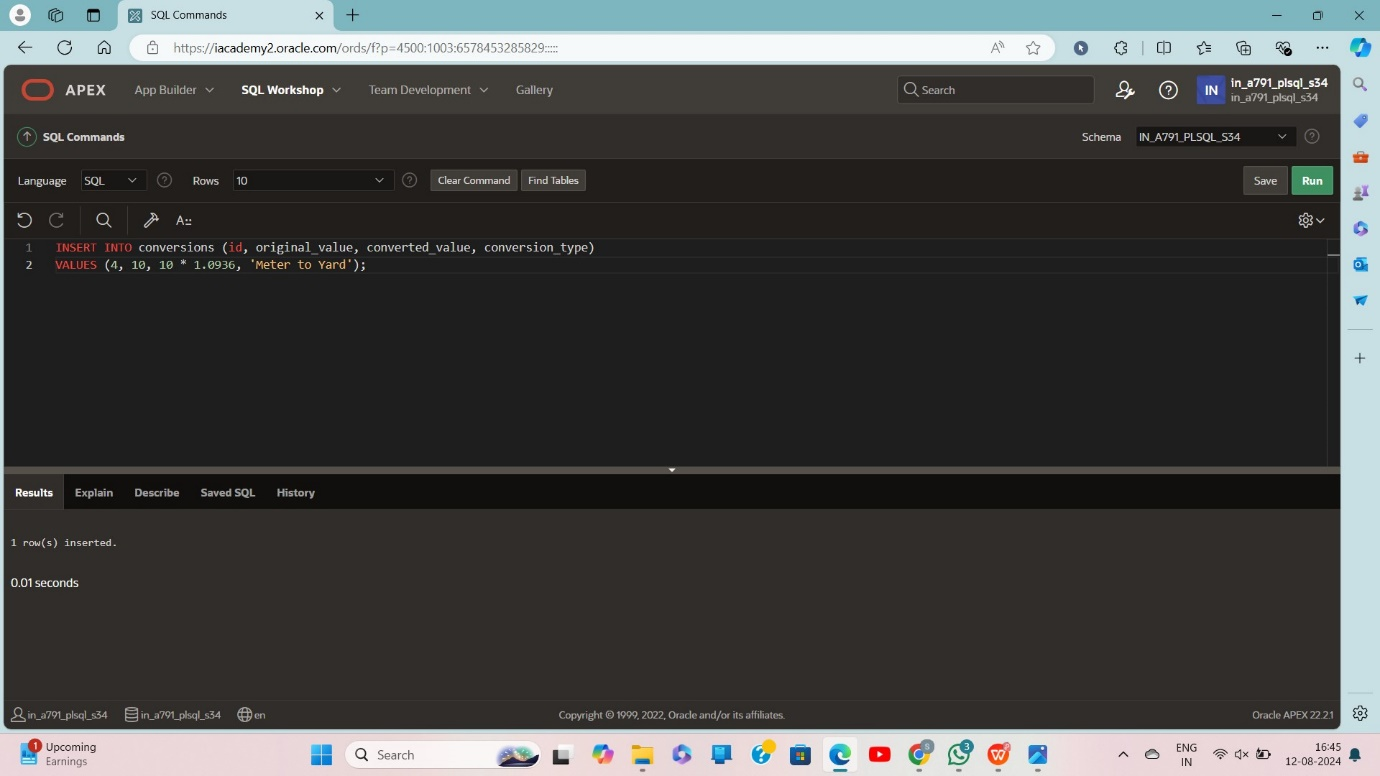 SQL Commands
https://iacademy2.oracle.com/ords/f?p=4500:1003:6578453285829:::::
APEX App Builder SQL Workshop Team Development Gallery Search IN in_a791_plsql_s34
in_a791_plsql_s34
SQL Commands Schema IN_A791_PLSQL_S34
Language SQL Rows 10 Clear Command Find Tables Save Run
A::
1 INSERT INTO conversions (id, original_value, converted_value, conversion_type)
2 VALUES (4, 10, 10 * 1.0936, 'Meter to Yard');
Results Explain Describe Saved SQL History
1 row(s) inserted.
0.01 seconds
in_a791_plsql_s34 in_a791_plsql_s34 en Copyright © 1999, 2022, Oracle and/or its affiliates. Oracle APEX 22.2.1
1 Upcoming
Earnings
Search
3
ENG
IN
16:45
12-08-2024